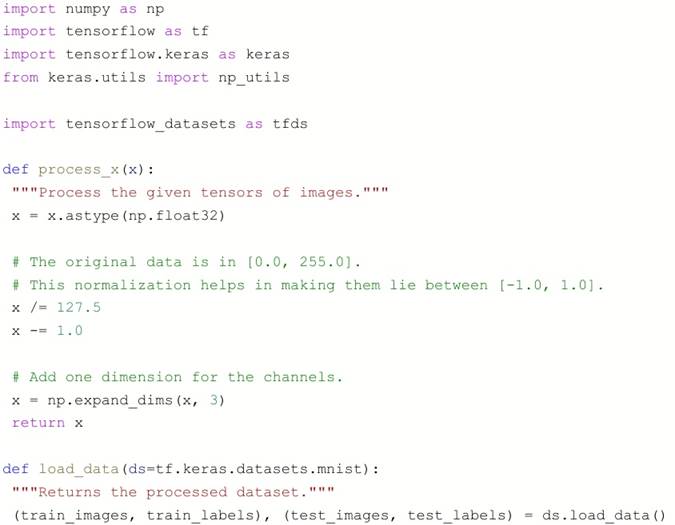 import numpy as np
import tensorflow as tf
import tensorflow.keras as keras
from keras.utils import np_utils
import tensorflow_datasets as tfds
def process_x(x):
"""Process the given tensors of images."""
x = x.astype(np.float32)
# The original data is in [0.0, 255.0].
# This normalization helps in making them lie between [-1.0, 1.0].
x /= 127.5
x -= 1.0
# Add one dimension for the channels.
x = np.expand_dims(x, 3)
return x
def load_data(ds=tf.keras.datasets.mnist):
"""Returns the processed dataset."""
(train_images, train_labels), (test_images, test_labels) = ds.load_data()